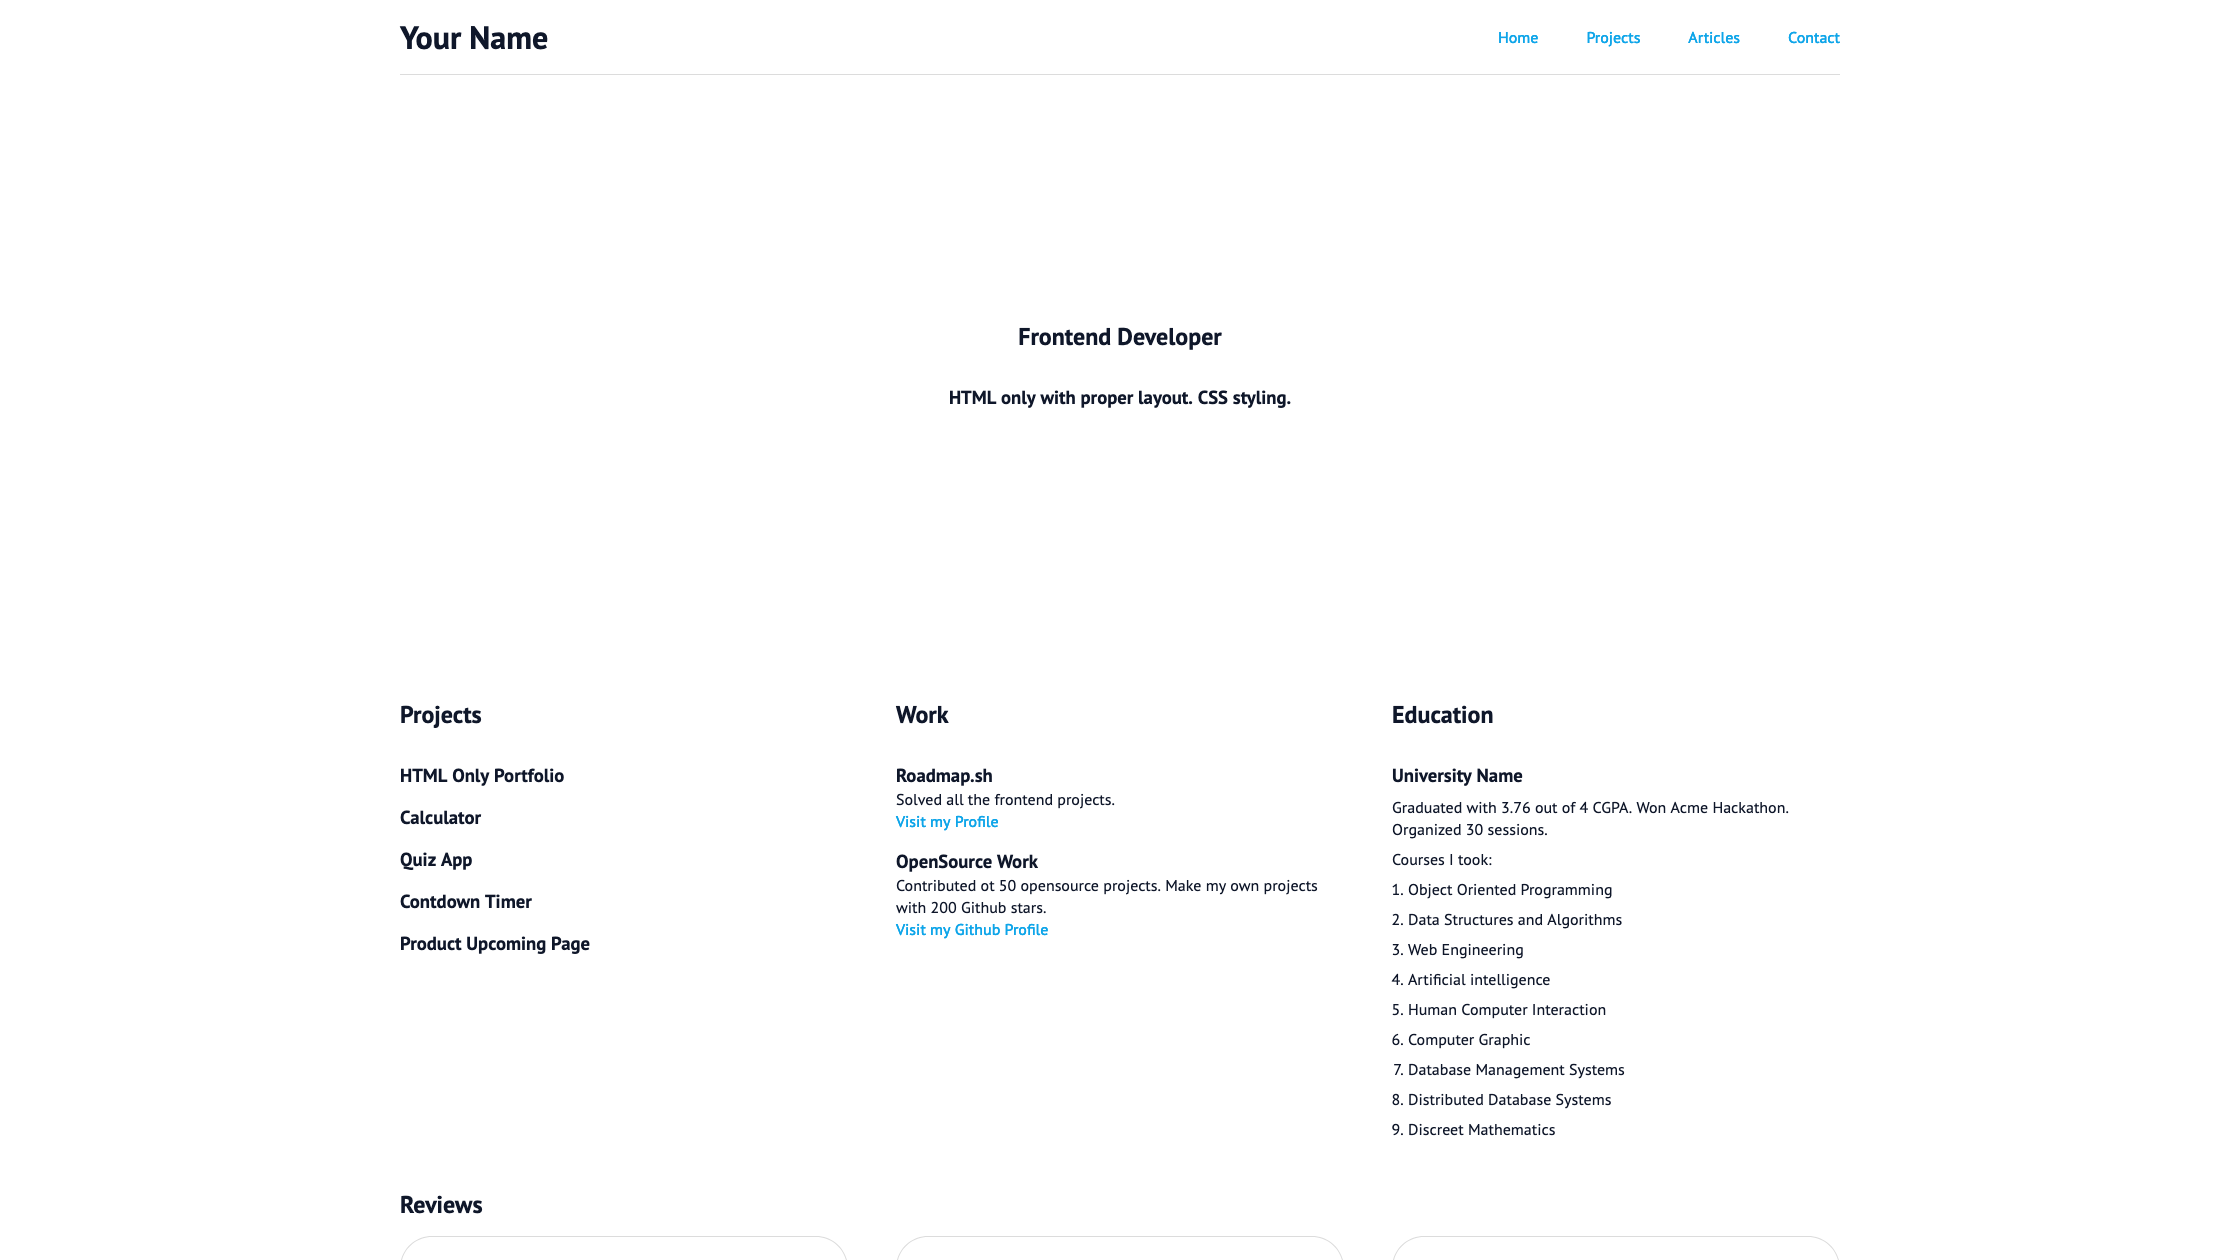 Your Name
Home
Projects
Articles
Contact
Frontend Developer
HTML only with proper layout. CSS styling.
Projects
HTML Only Portfolio
Calculator
Quiz App
Contdown Timer
Product Upcoming Page
Work
Roadmap.sh
Solved all the frontend projects.
Visit my Profile
OpenSource Work
Contributed ot 50 opensource projects. Make my own projects
with 200 Github stars.
Visit my Github Profile
Education
University Name
Graduated with 3.76 out of 4 CGPA. Won Acme Hackathon.
Organized 30 sessions.
Courses I took:
1. Object Oriented Programming
2. Data Structures and Algorithms
3. Web Engineering
4. Artificial intelligence
5. Human Computer Interaction
6. Computer Graphic
7. Database Management Systems
8. Distributed Database Systems
9. Discreet Mathematics
Reviews